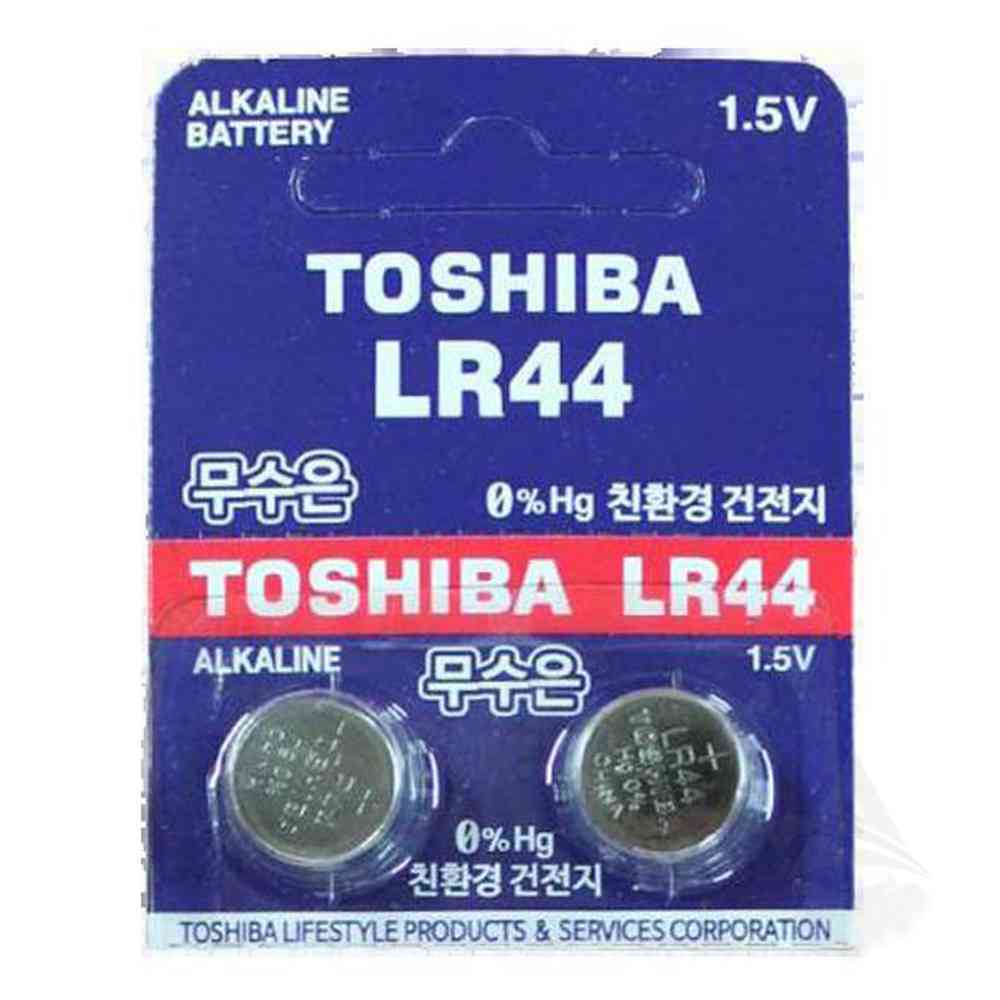 ALKALINE
BATTERY
1.5V
TOSHIBA
LR44
무수은
0%Hg 친환경 건전지
TOSHIBA LR44
ALKALINE
무수은
1.5V
+
LR44
0%Hg
친환경 건전지
TOSHIBA LIFESTYLE PRODUCTS & SERVICES CORPORATION